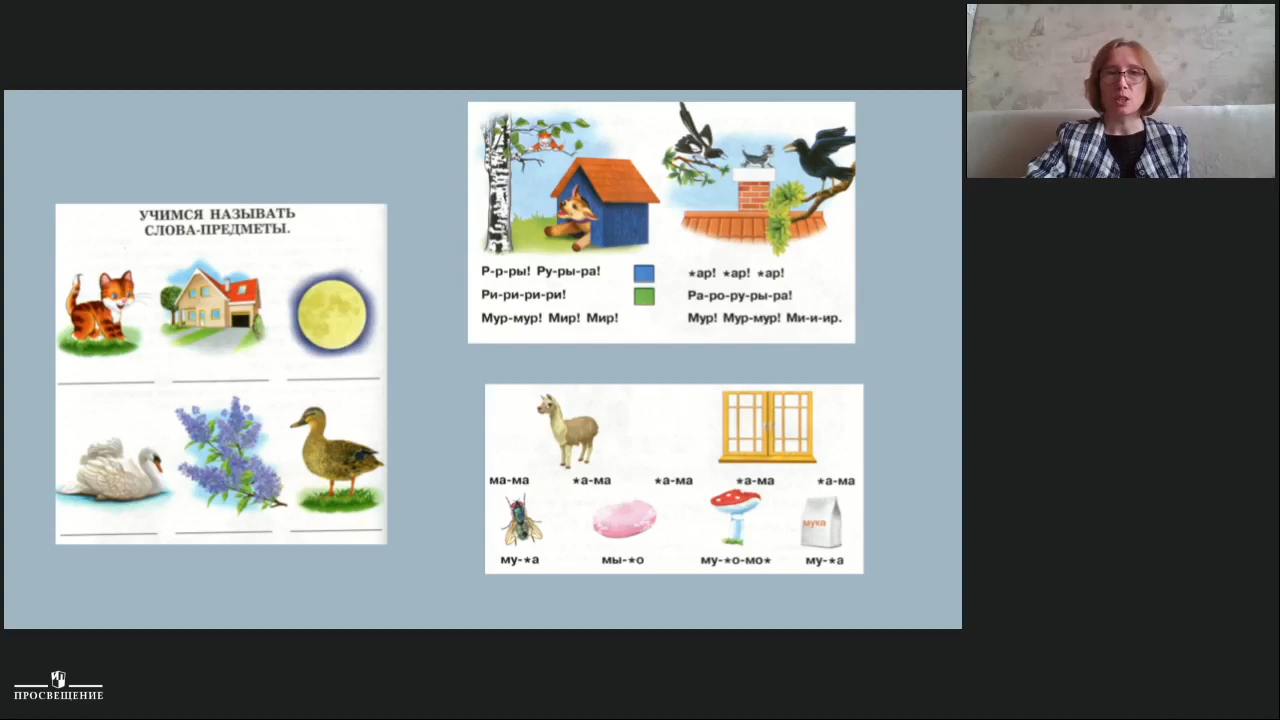 УЧИМСЯ НАЗЫВАТЬ
СЛОВА-ПРЕДМЕТЫ.
Р-р-ры! Ру-ры-ра!
Ри-ри-ри-ри!
Мур-мур! Мир! Мир!
*ар! *ар! *ар!
Ра-ро-ру-ры-ра!
Мур! Мур-мур! Ми-и-ир.
ма-ма *а-ма *а-ма *а-ма *а-ма
мука
му-*а мы-*о му-*о-мо* му-*а
ПРОСВЕЩЕНИЕ